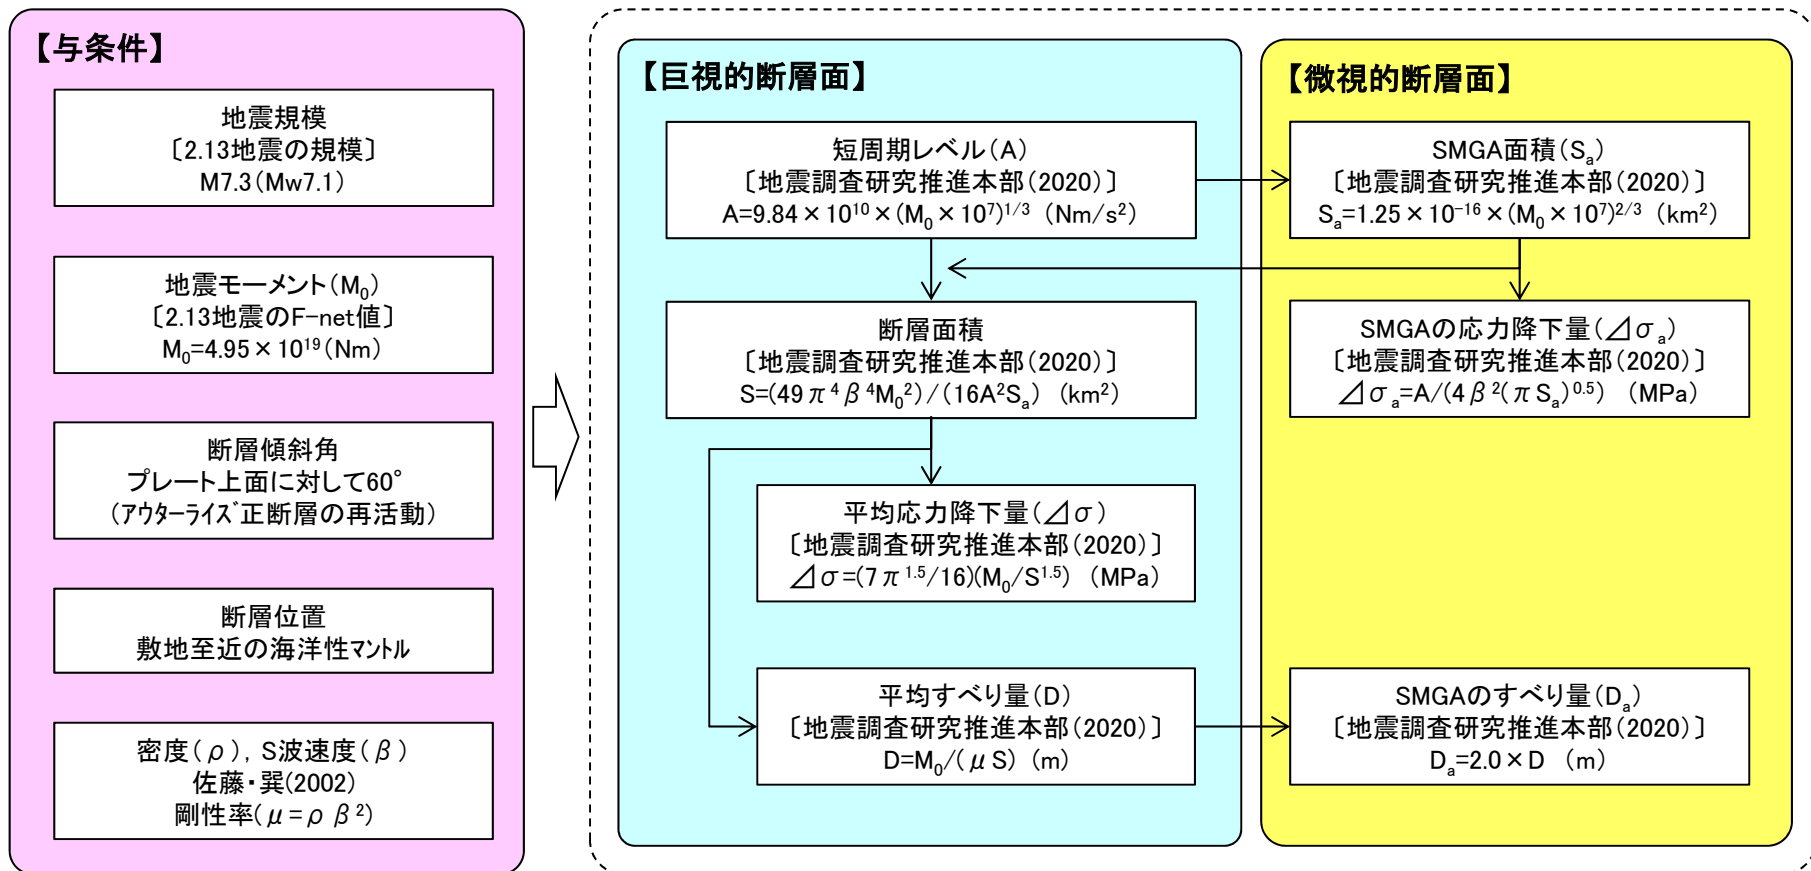 【与条件】
地震規模
〔2.13地震の規模〕
M7.3(Mw7.1)
地震モーメント(M₀)
〔2.13地震のF-net値〕
M₀=4.95×10¹⁹(Nm)
断層傾斜角
プレート上面に対して60°
(アウターライズ正断層の再活動)
断層位置
敷地至近の海洋性マントル
密度(ρ), S波速度(β)
佐藤・巽(2002)
剛性率(μ=ρβ²)
【巨視的断層面】
短周期レベル(A)
〔地震調査研究推進本部(2020)〕
A=9.84×10¹⁰×(M₀×10⁷)¹ᐟ³ (Nm/s²)
断層面積
〔地震調査研究推進本部(2020)〕
S=(49π⁴β⁴M₀²)/(16A²Sₐ) (km²)
平均応力降下量(⊿σ)
〔地震調査研究推進本部(2020)〕
⊿σ=(7π^1.5/16)(M₀/S^1.5) (MPa)
平均すべり量(D)
〔地震調査研究推進本部(2020)〕
D=M₀/(μS) (m)
【微視的断層面】
SMGA面積(Sₐ)
〔地震調査研究推進本部(2020)〕
Sₐ=1.25×10⁻¹⁶×(M₀×10⁷)²ᐟ³ (km²)
SMGAの応力降下量(⊿σₐ)
〔地震調査研究推進本部(2020)〕
⊿σₐ=A/(4β²(πSₐ)^0.5) (MPa)
SMGAのすべり量(Dₐ)
〔地震調査研究推進本部(2020)〕
Dₐ=2.0×D (m)